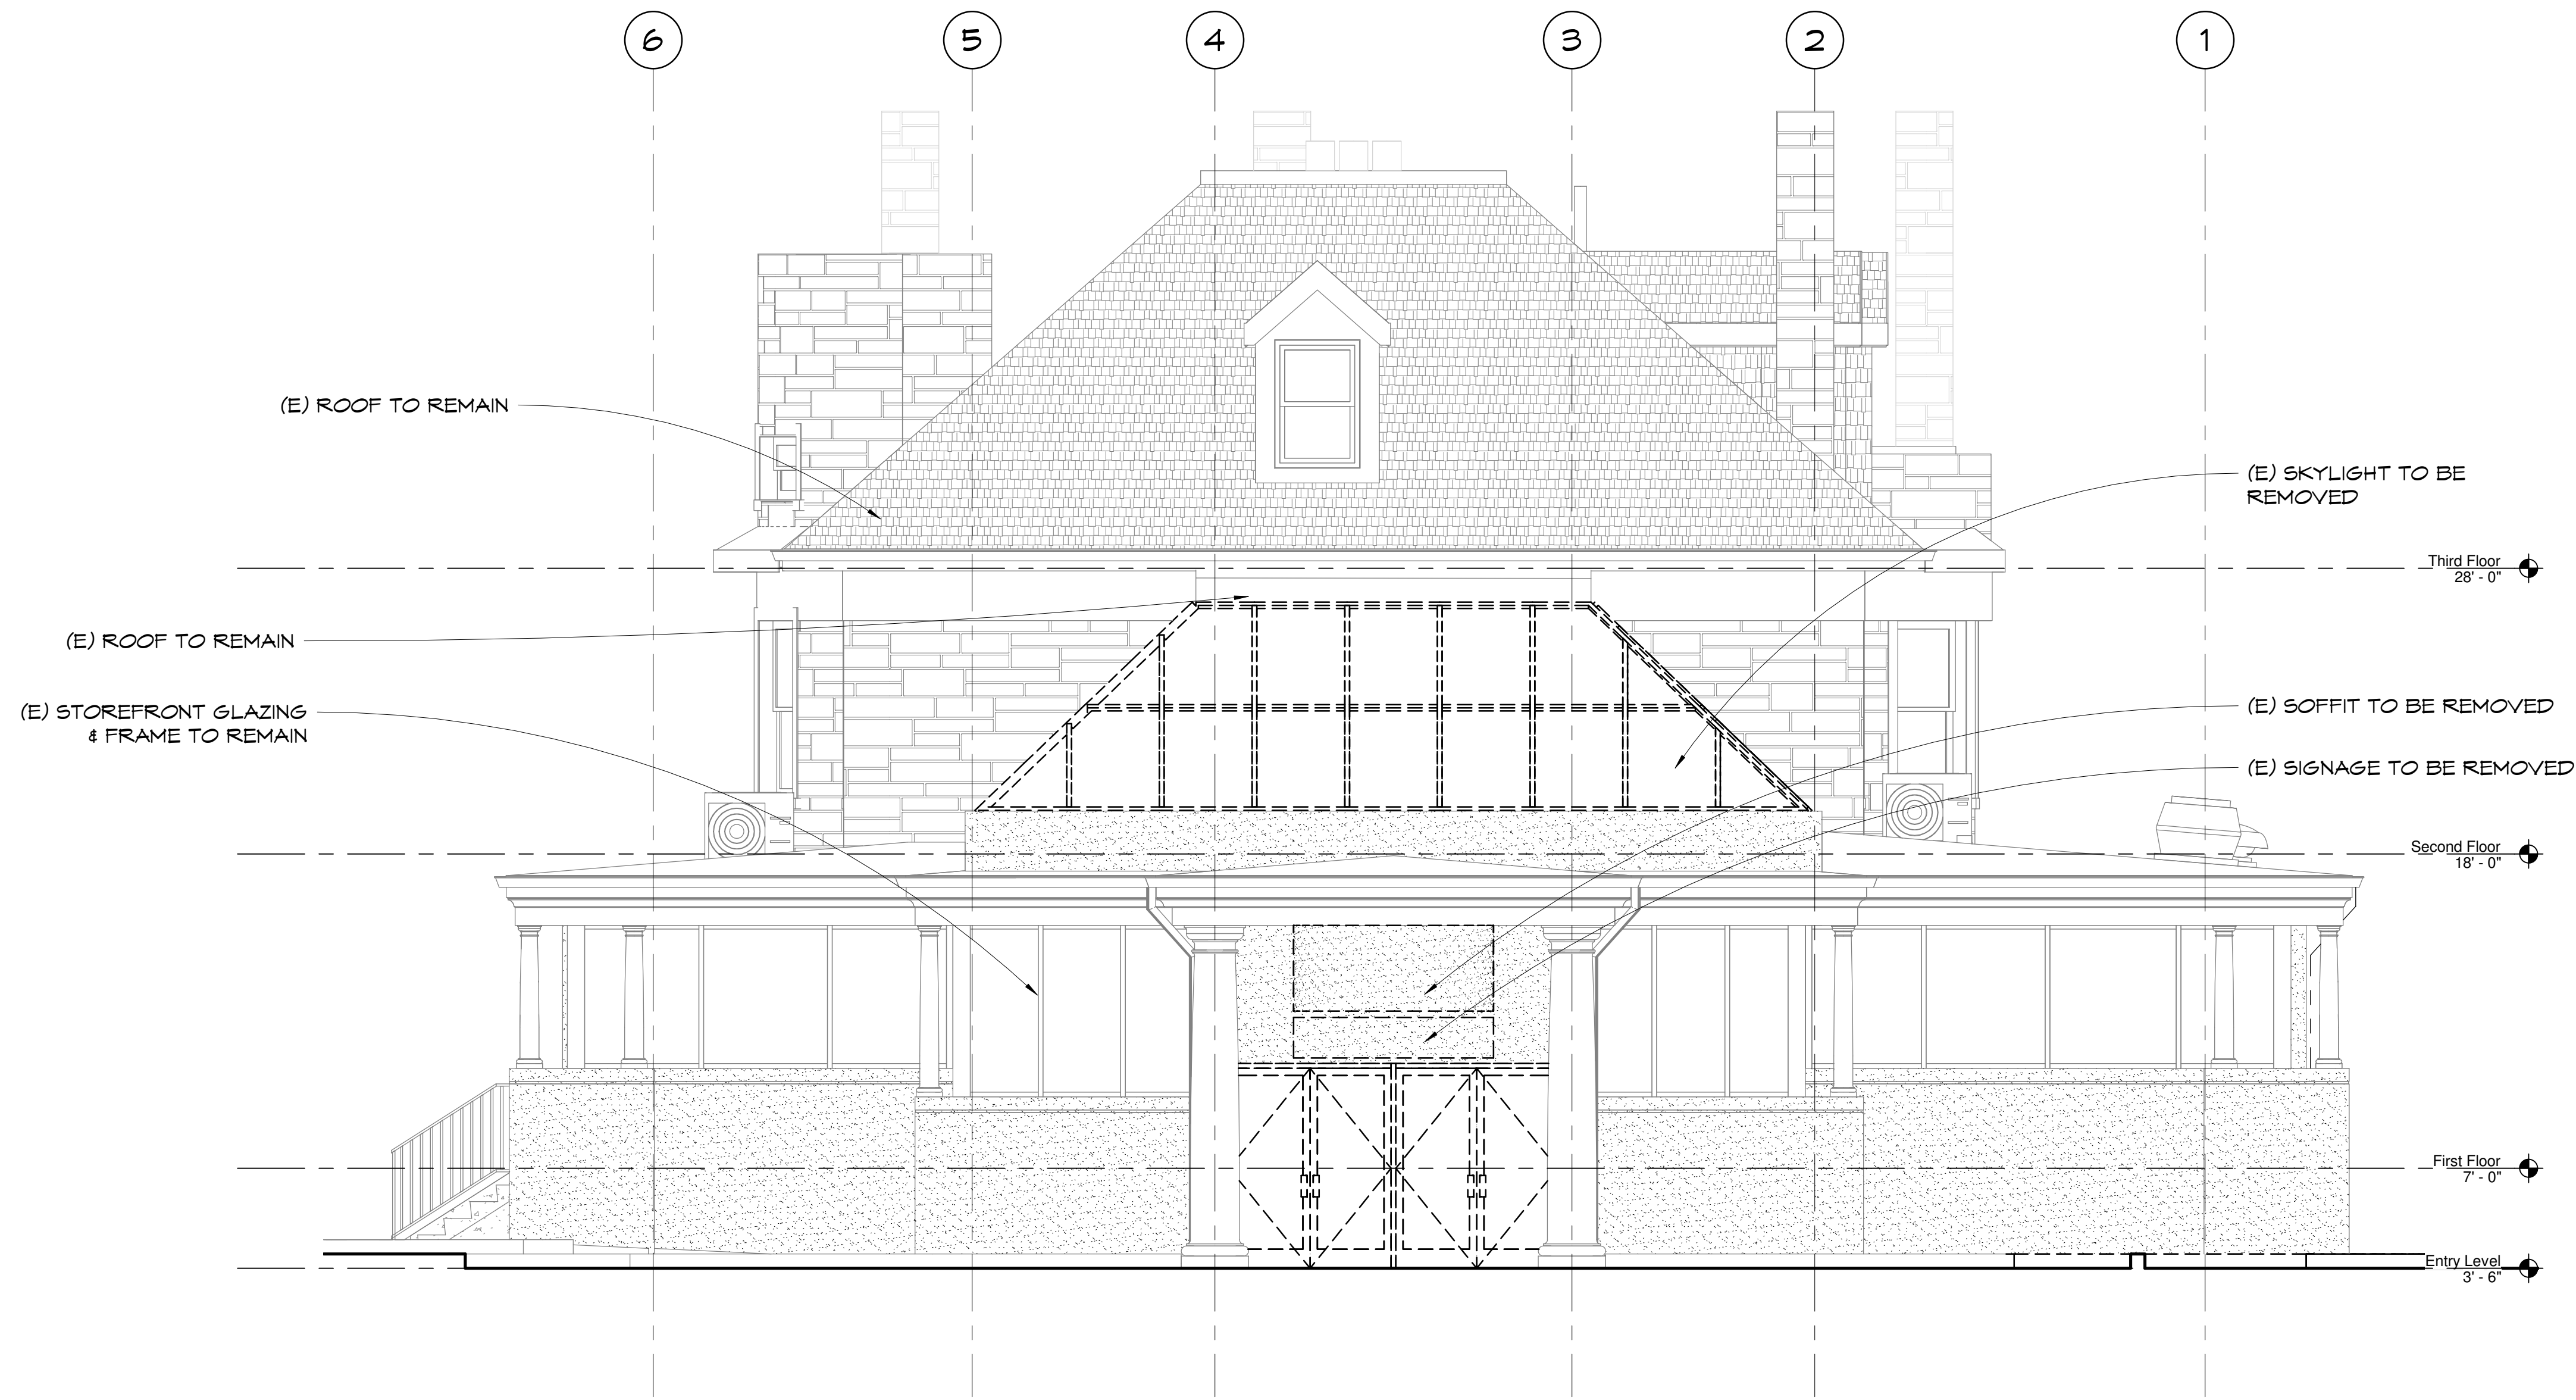 6
5
4
3
2
1
(E) ROOF TO REMAIN
(E) SKYLIGHT TO BE
REMOVED
Third Floor
28' - 0"
(E) ROOF TO REMAIN
(E) STOREFRONT GLAZING
& FRAME TO REMAIN
(E) SOFFIT TO BE REMOVED
(E) SIGNAGE TO BE REMOVED
Second Floor
18' - 0"
First Floor
7' - 0"
Entry Level
3' - 6"